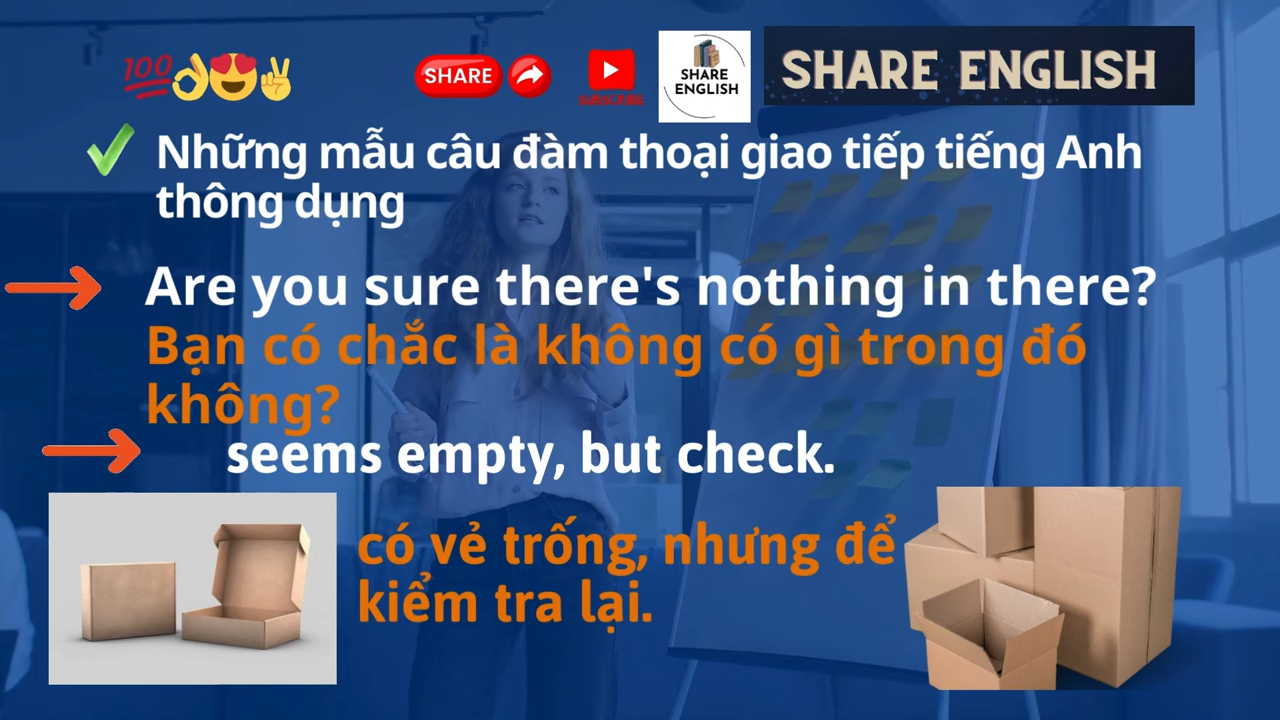 100
SHARE
SUBSCRIBE
SHARE
ENGLISH
SHARE ENGLISH
Những mẫu câu đàm thoại giao tiếp tiếng Anh
thông dụng
Are you sure there's nothing in there?
Bạn có chắc là không có gì trong đó
không?
seems empty, but check.
có vẻ trống, nhưng để
kiểm tra lại.